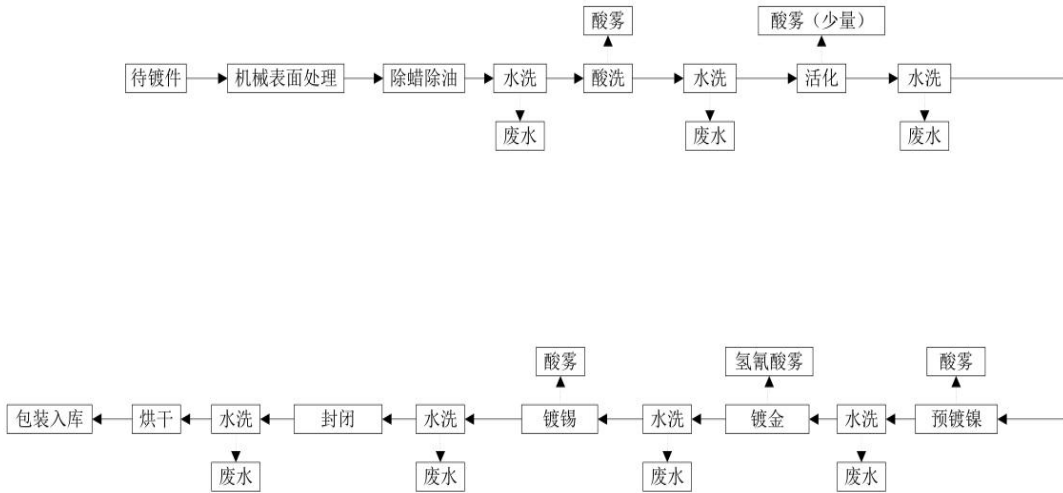 酸雾
酸雾（少量）
待镀件
机械表面处理
除蜡除油
水洗
酸洗
水洗
活化
水洗
废水
废水
废水
酸雾
氢氰酸雾
酸雾
包装入库
烘干
水洗
封闭
水洗
镀锡
水洗
镀金
水洗
预镀镍
废水
废水
废水
废水